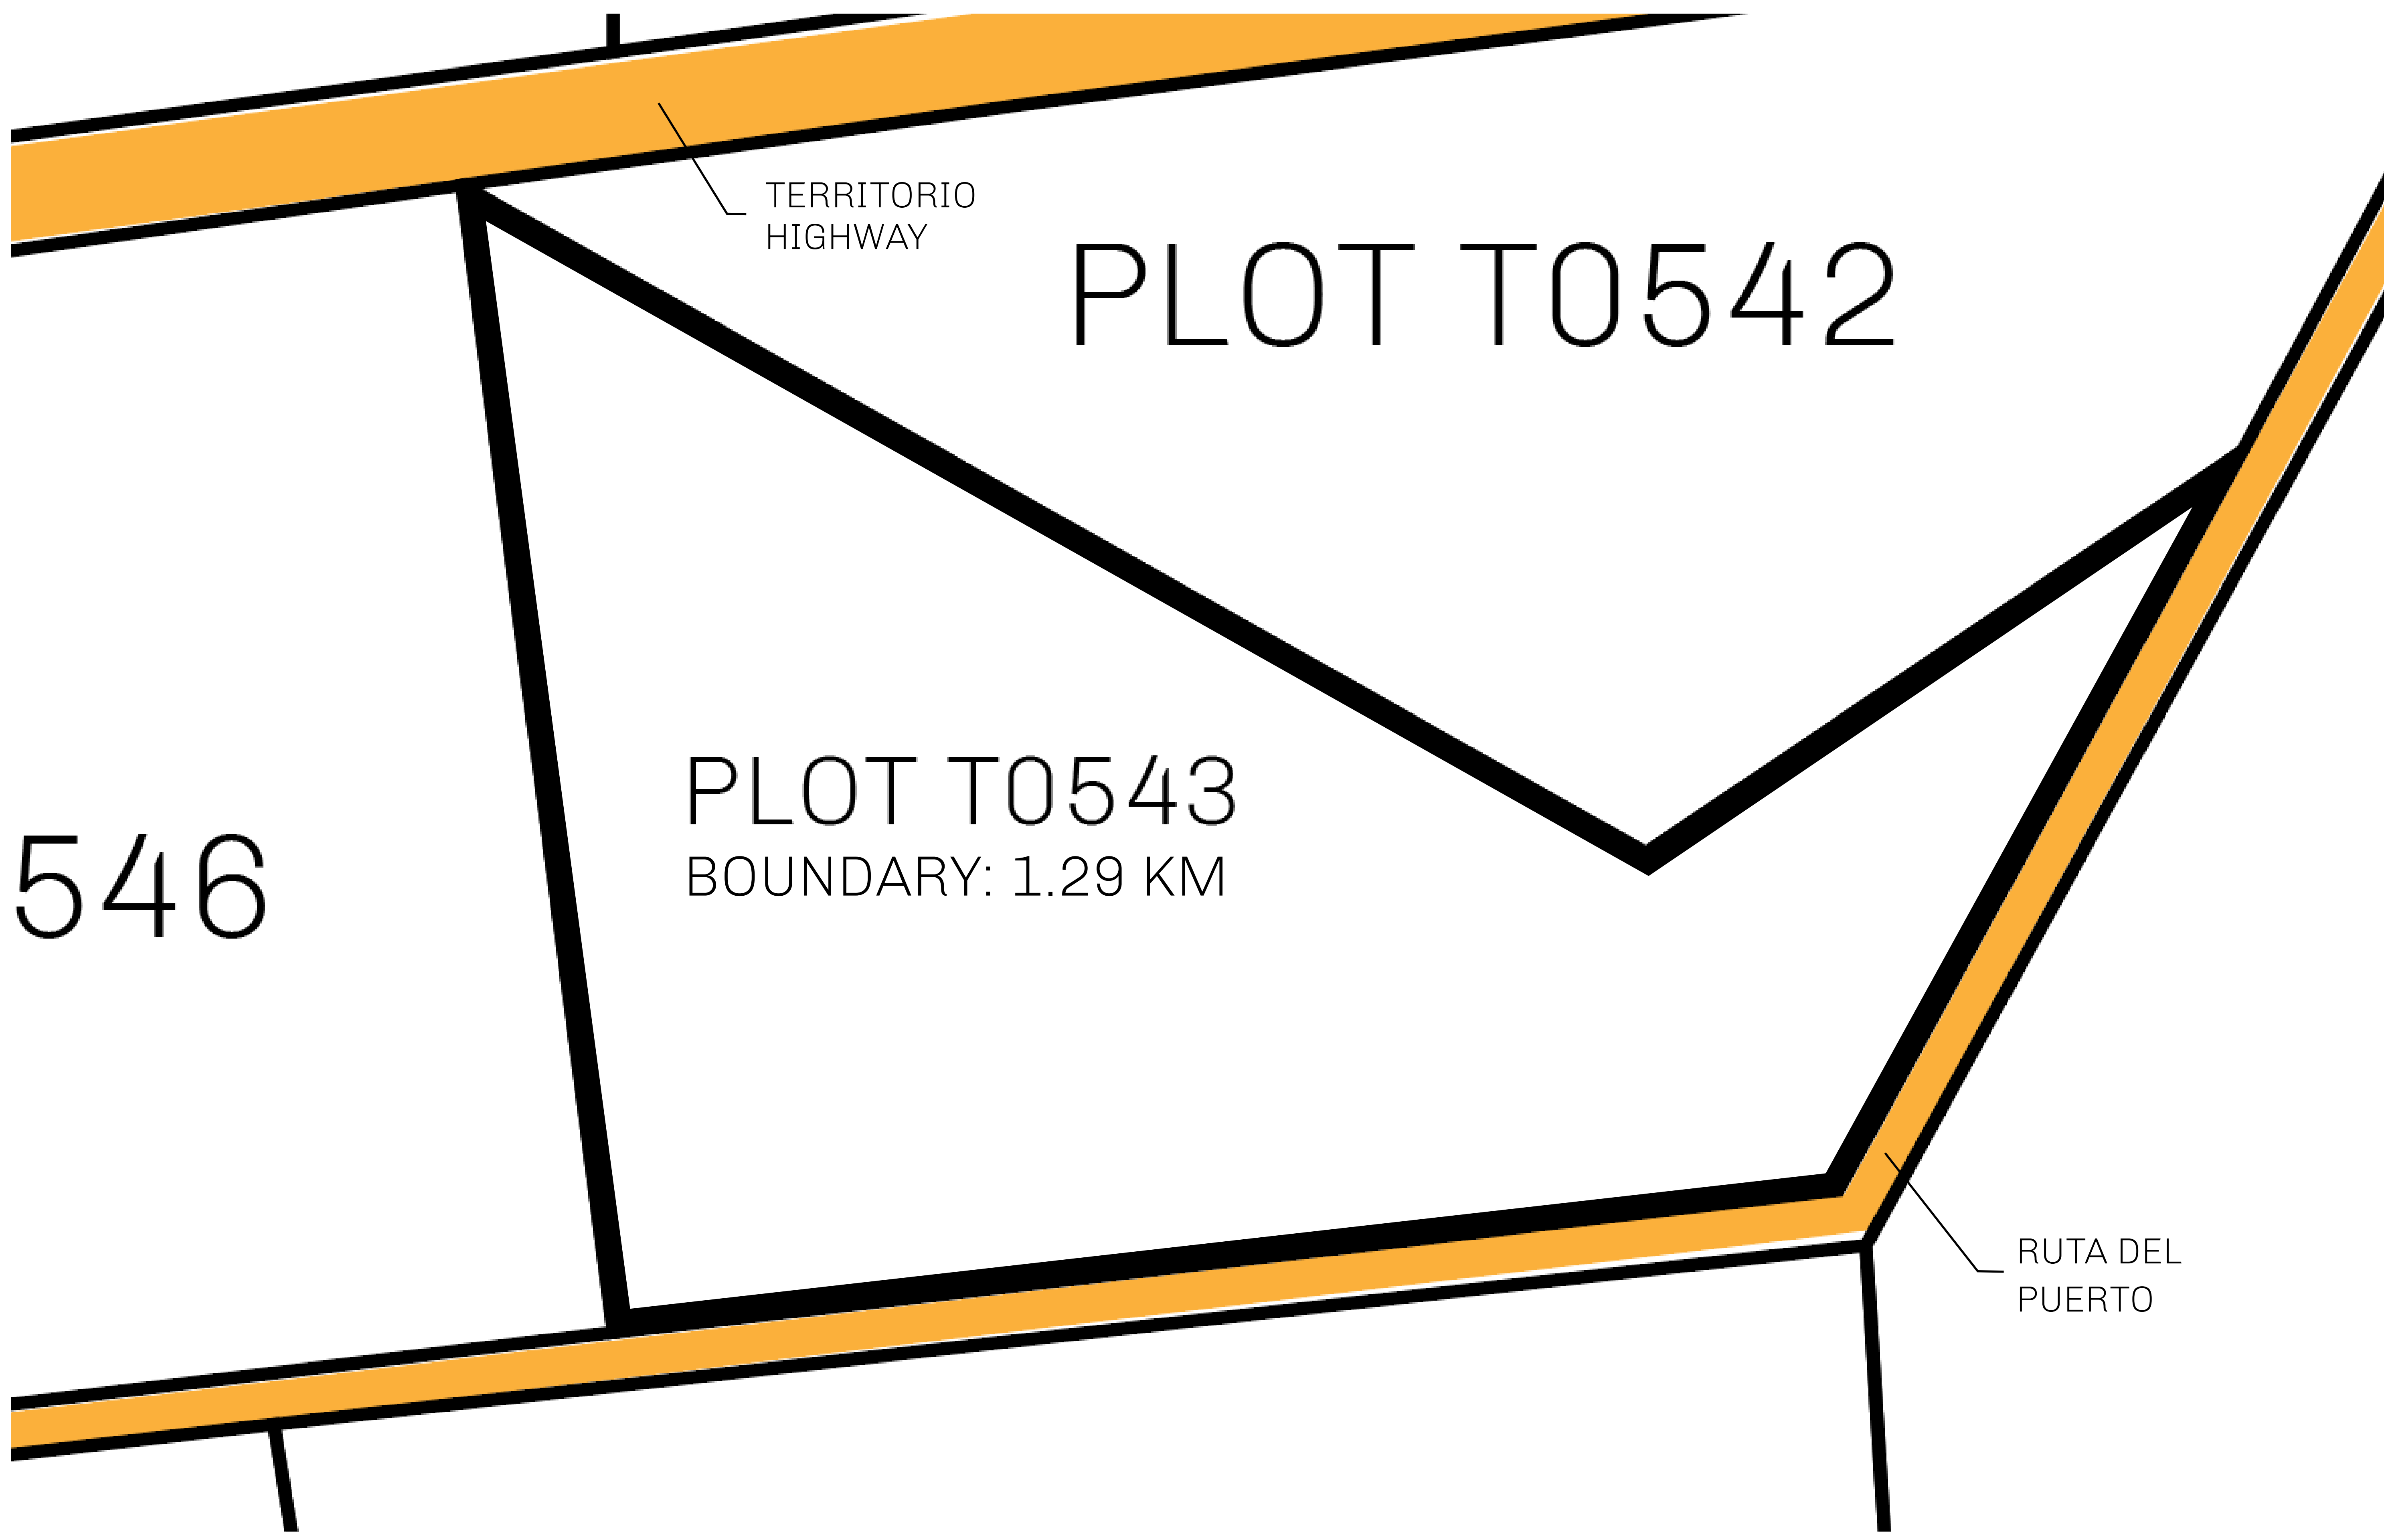 TERRITORIO
HIGHWAY
PLOT T0542
PLOT T0543
BOUNDARY: 1.29 KM
546
RUTA DEL
PUERTO